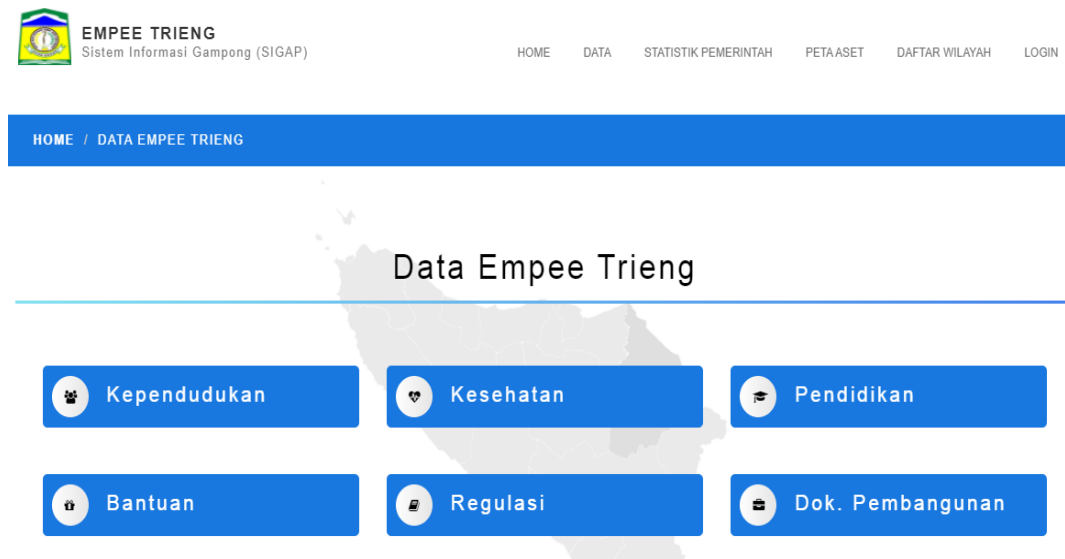 EMPEE TRIENG
Sistem Informasi Gampong (SIGAP)
HOME DATA STATISTIK PEMERINTAH PETA ASET DAFTAR WILAYAH LOGIN
HOME / DATA EMPEE TRIENG
Data Empee Trieng
Kependudukan Kesehatan Pendidikan
Bantuan Regulasi Dok. Pembangunan